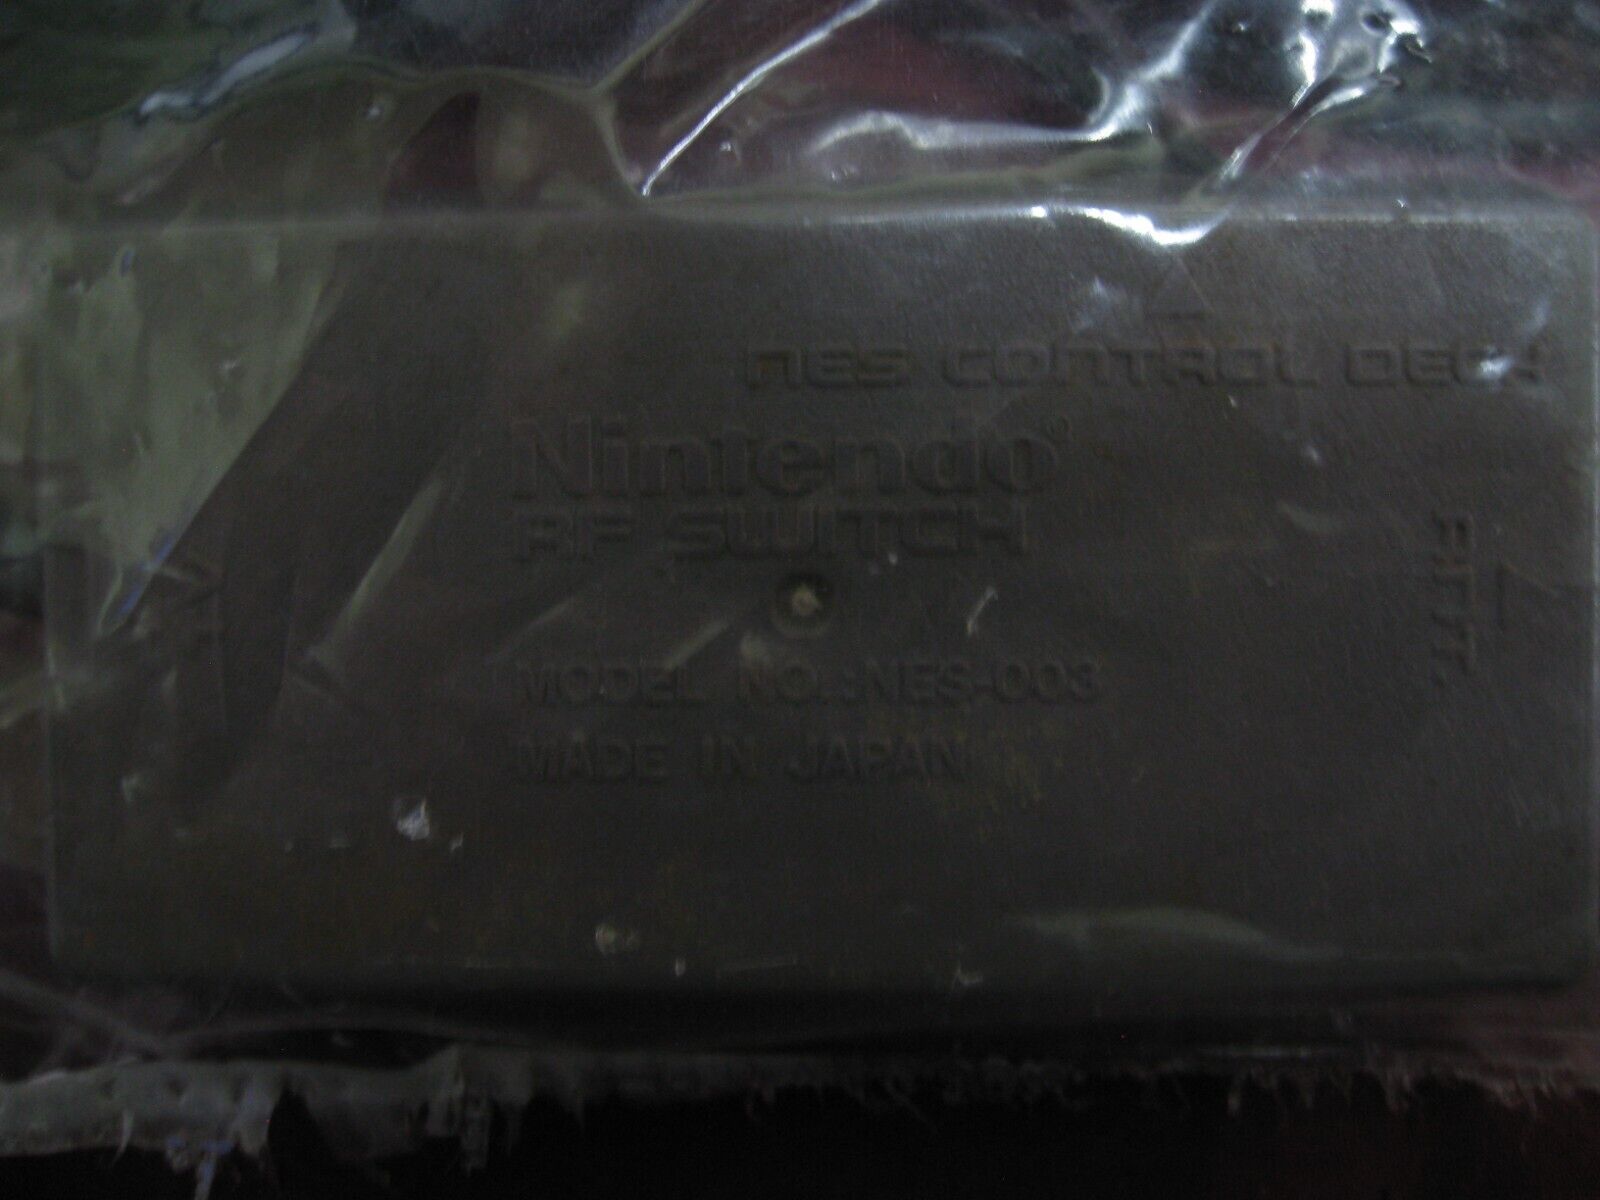 NES CONTROL DECK
Nintendo®
RF SWITCH
ANT.
MODEL NO.:NES-003
MADE IN JAPAN